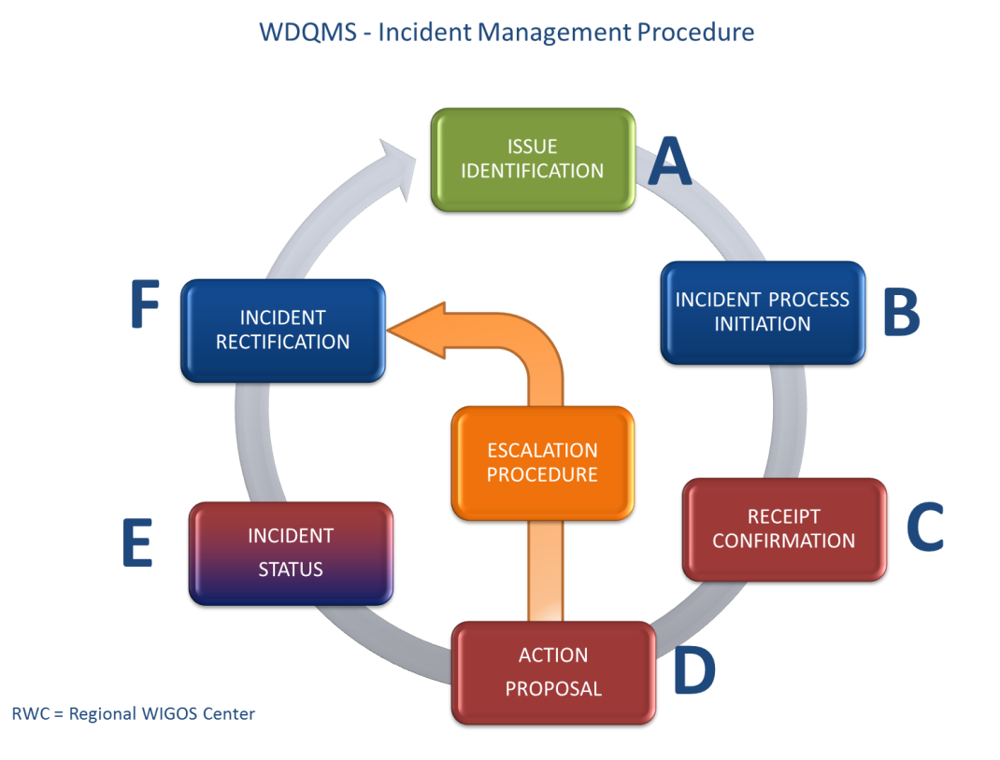 WDQMS - Incident Management Procedure
ISSUE
IDENTIFICATION
A
INCIDENT PROCESS
INITIATION
B
RECEIPT
CONFIRMATION
C
ACTION
PROPOSAL
D
INCIDENT
STATUS
E
INCIDENT
RECTIFICATION
F
ESCALATION
PROCEDURE
RWC = Regional WIGOS Center